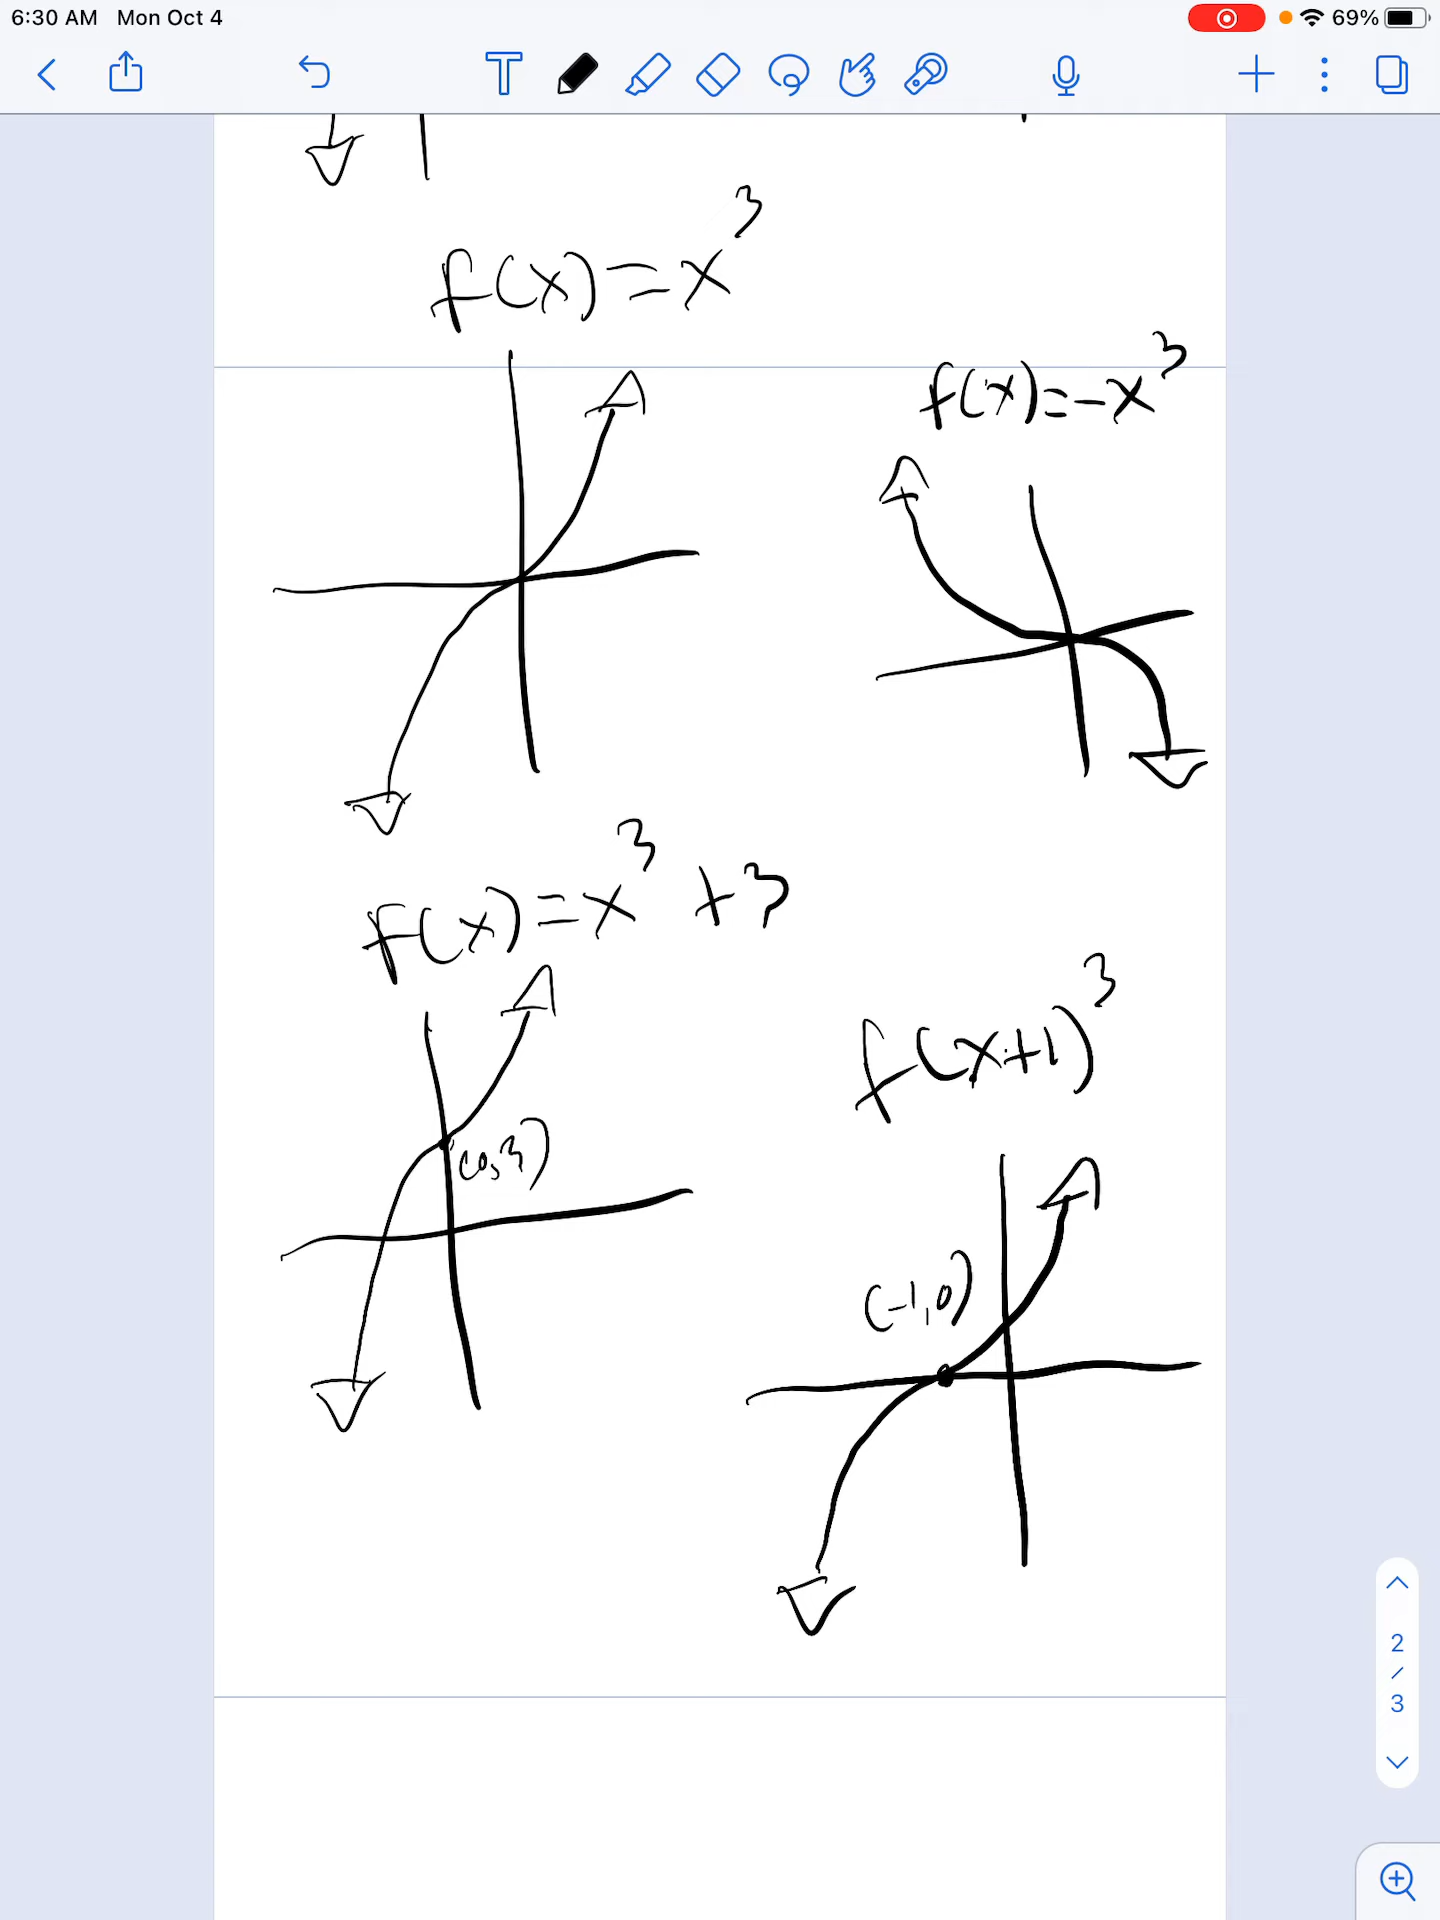 6:30 AM Mon Oct 4
69%
T
f(x)=x³
f(x)=-x³
f(x)=x³+3
(0,3)
f(x+1)³
(-1,0)
2
/
3